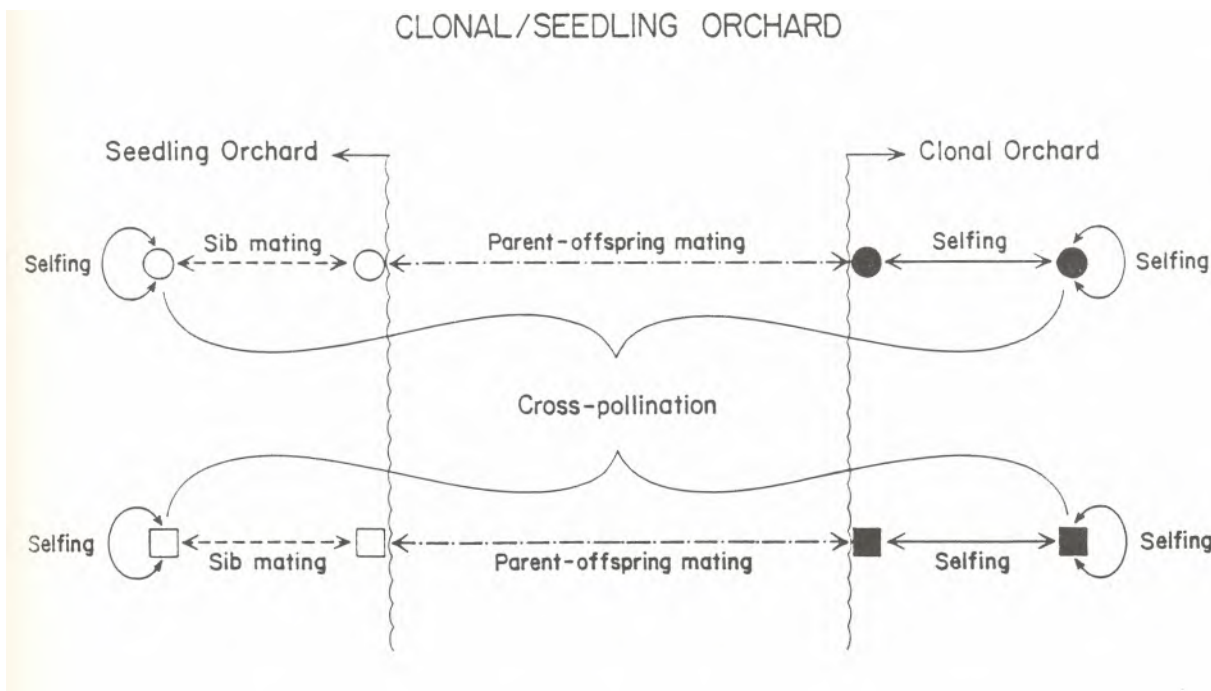 CLONAL/SEEDLING ORCHARD
Seedling Orchard
Clonal Orchard
Sib mating
Parent-offspring mating
Selfing
Selfing
Selfing
Cross-pollination
Selfing
Sib mating
Parent-offspring mating
Selfing
Selfing